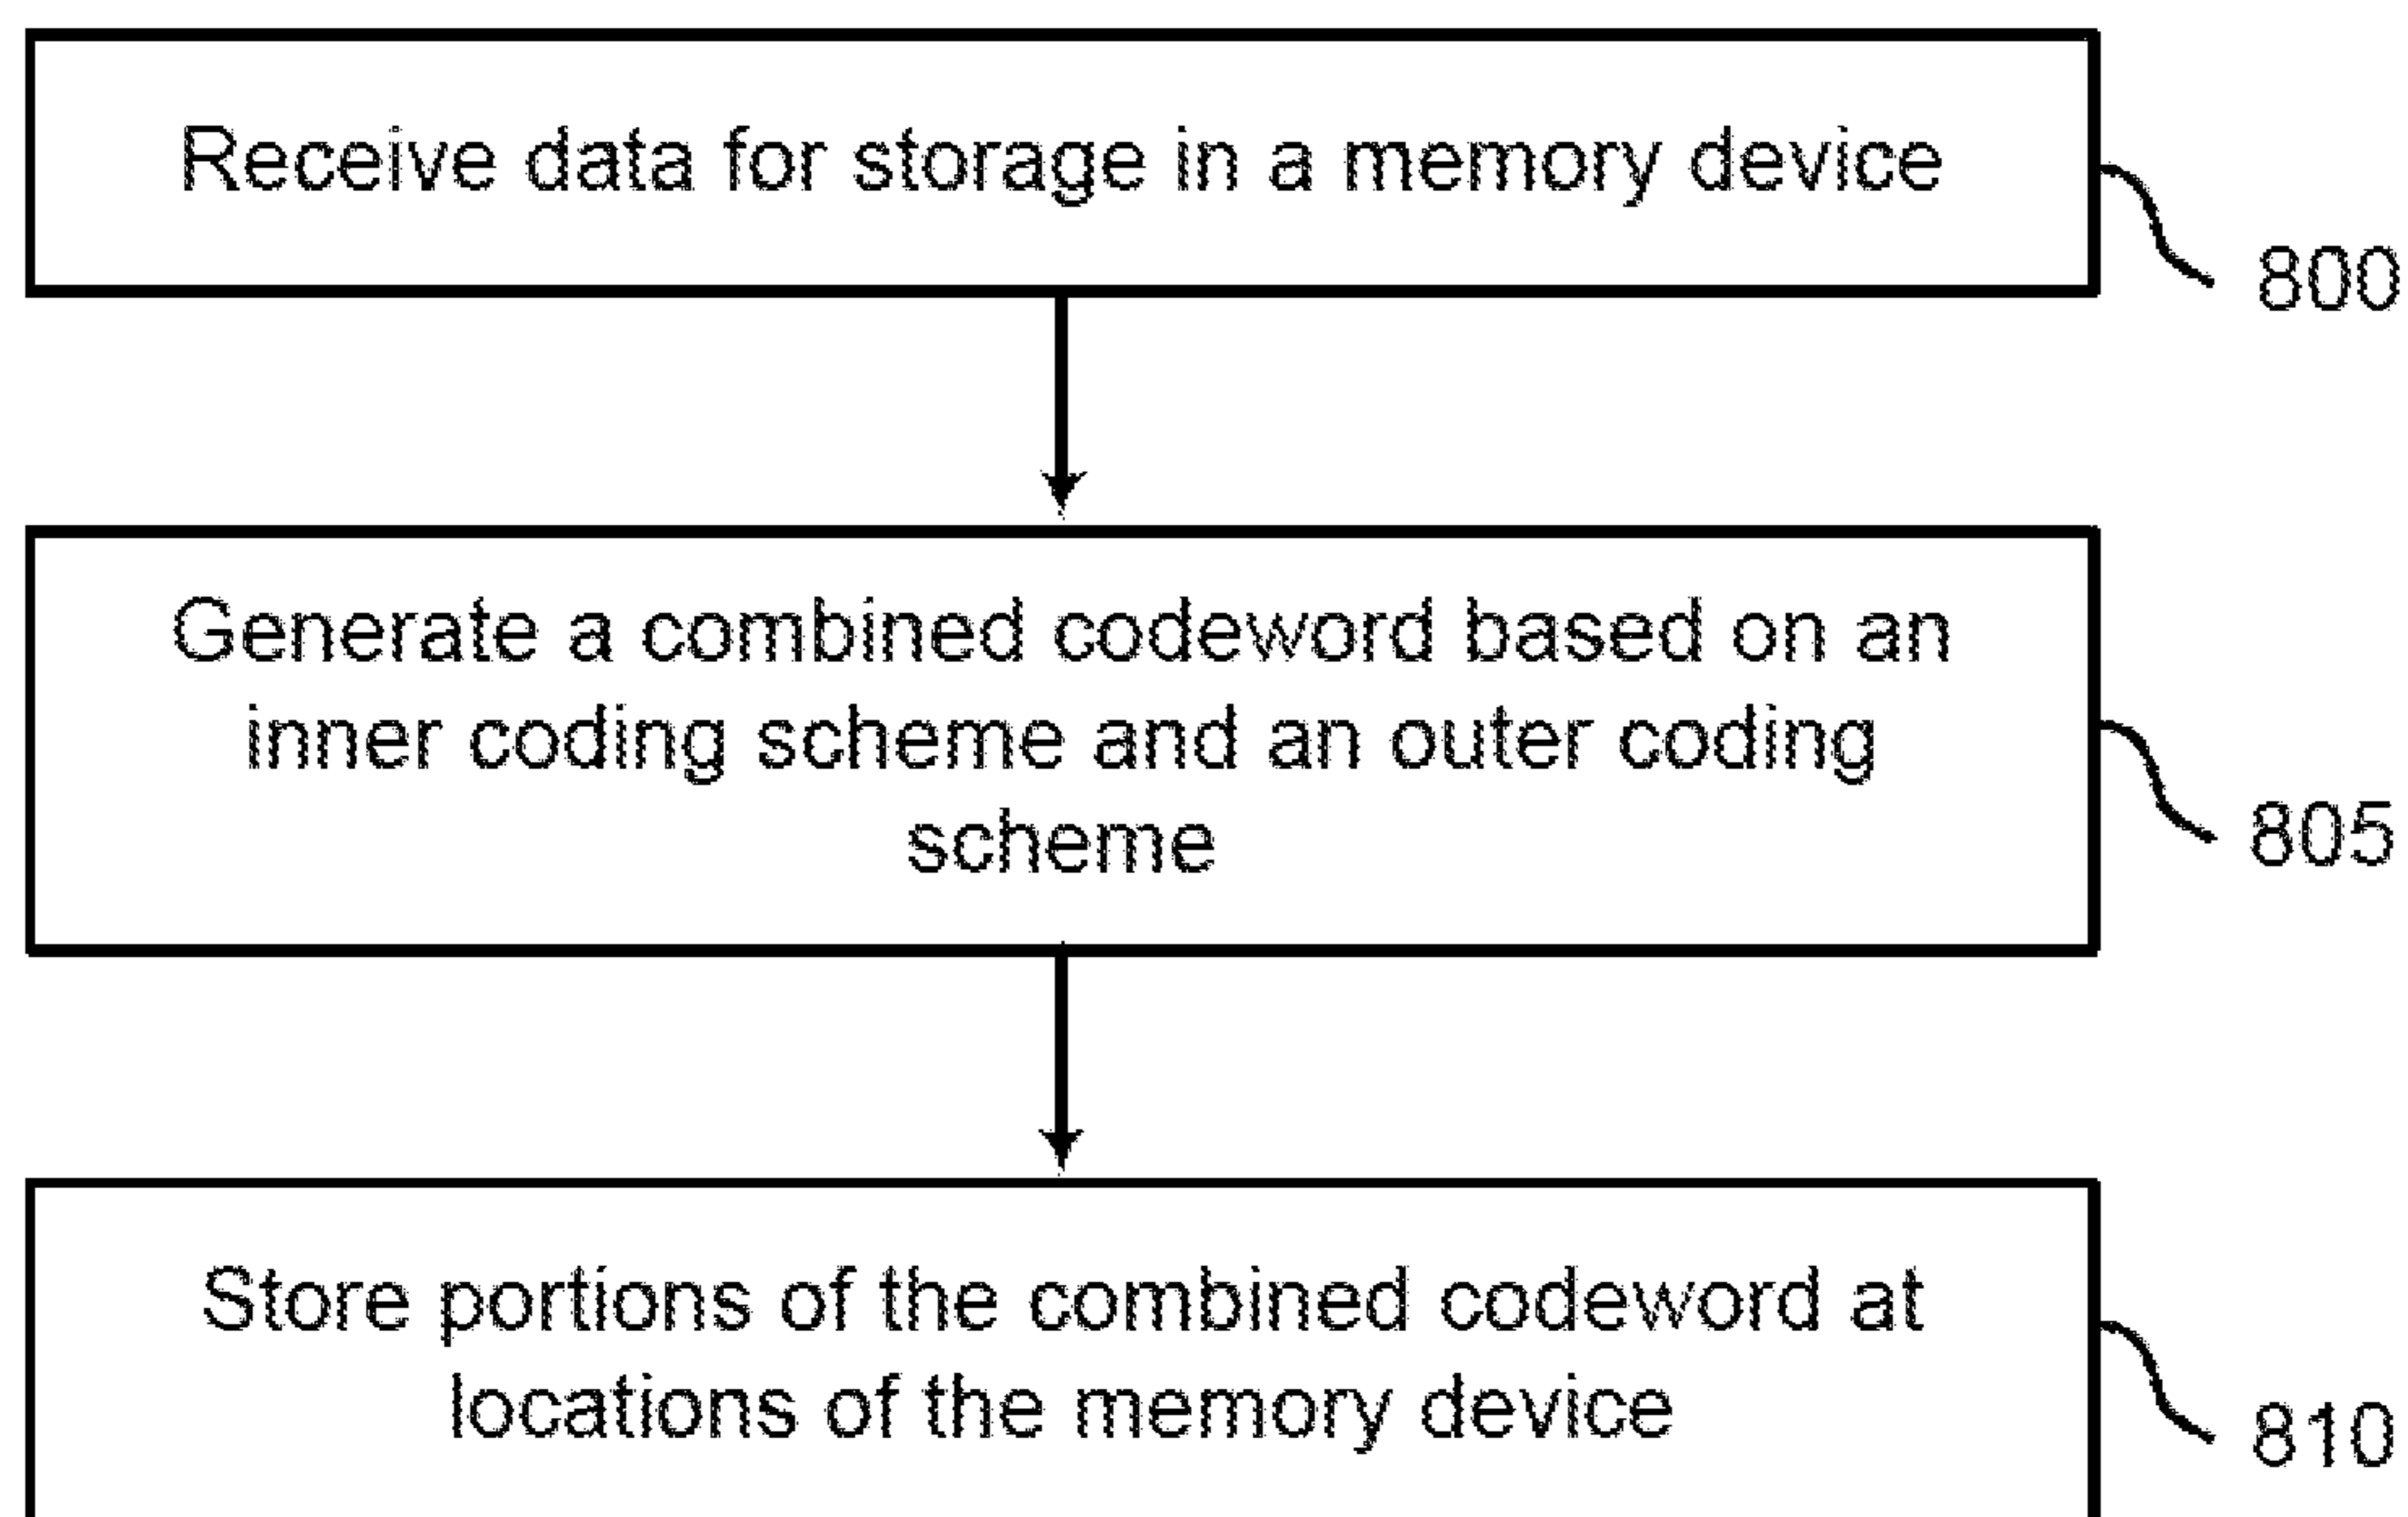 Receive data for storage in a memory device
800
Generate a combined codeword based on an
inner coding scheme and an outer coding
scheme
805
Store portions of the combined codeword at
locations of the memory device
810